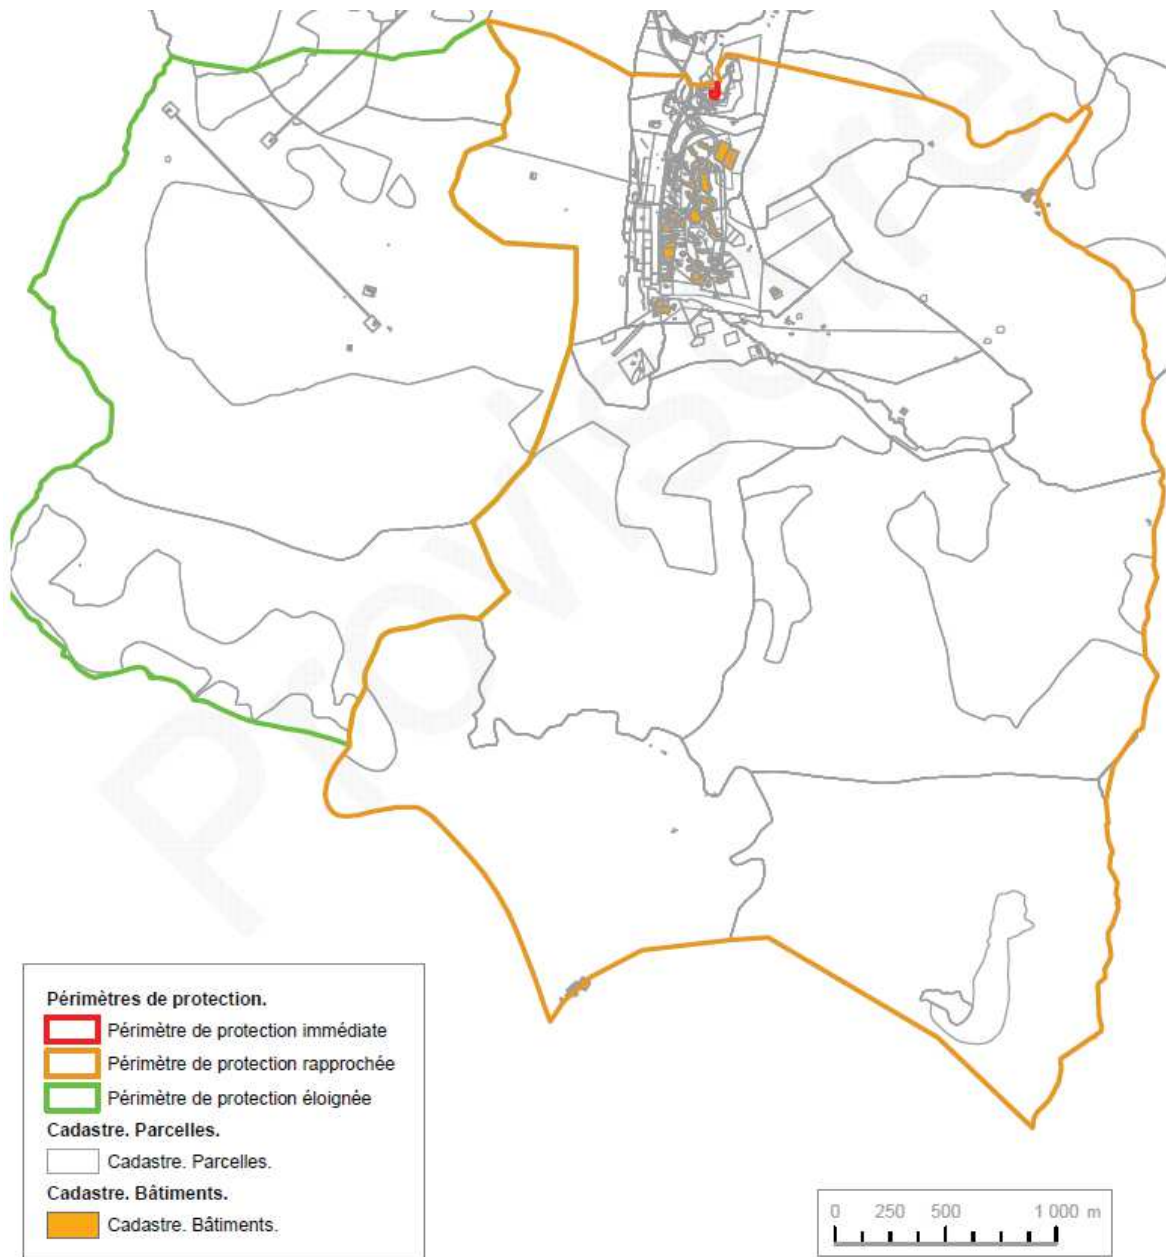 Provisoire
Périmètres de protection.
Périmètre de protection immédiate
Périmètre de protection rapprochée
Périmètre de protection éloignée
Cadastre. Parcelles.
Cadastre. Parcelles.
Cadastre. Bâtiments.
Cadastre. Bâtiments.
0 250 500 1 000 m